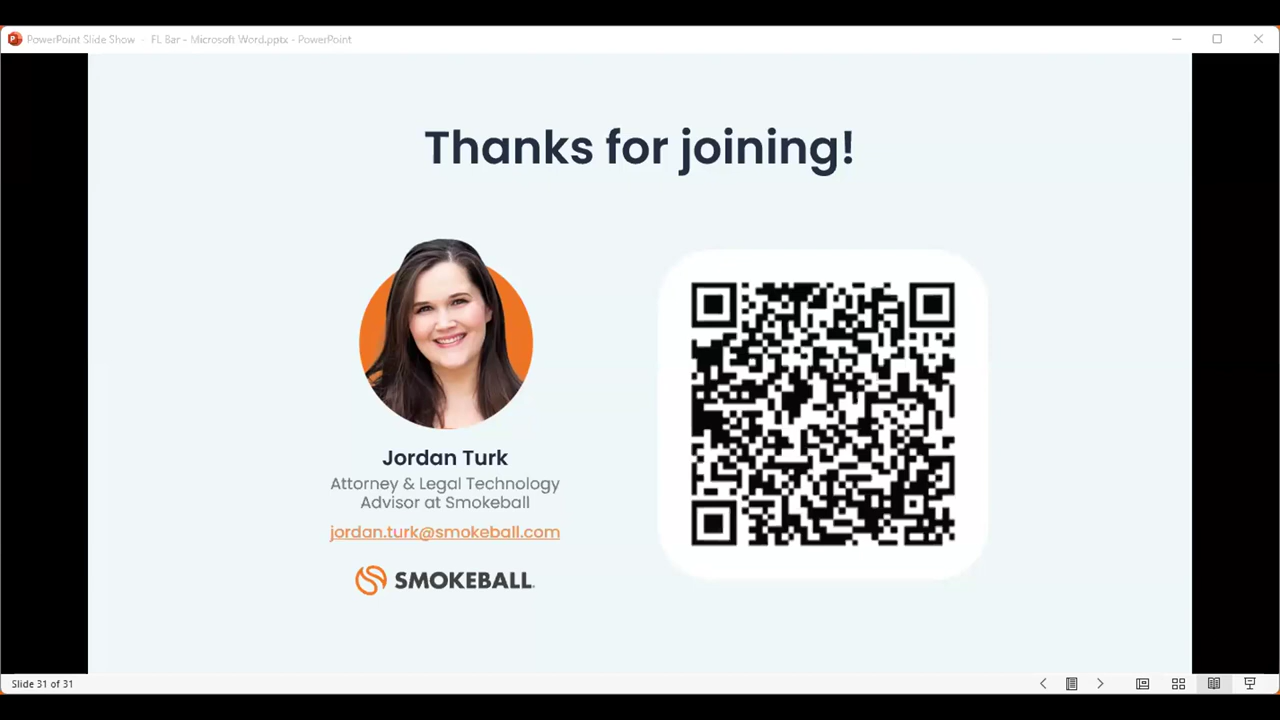 PowerPoint Slide Show - FL Bar - Microsoft Word.pptx - PowerPoint
Thanks for joining!
Jordan Turk
Attorney & Legal Technology
Advisor at Smokeball
jordan.turk@smokeball.com
SMOKEBALL
Slide 31 of 31